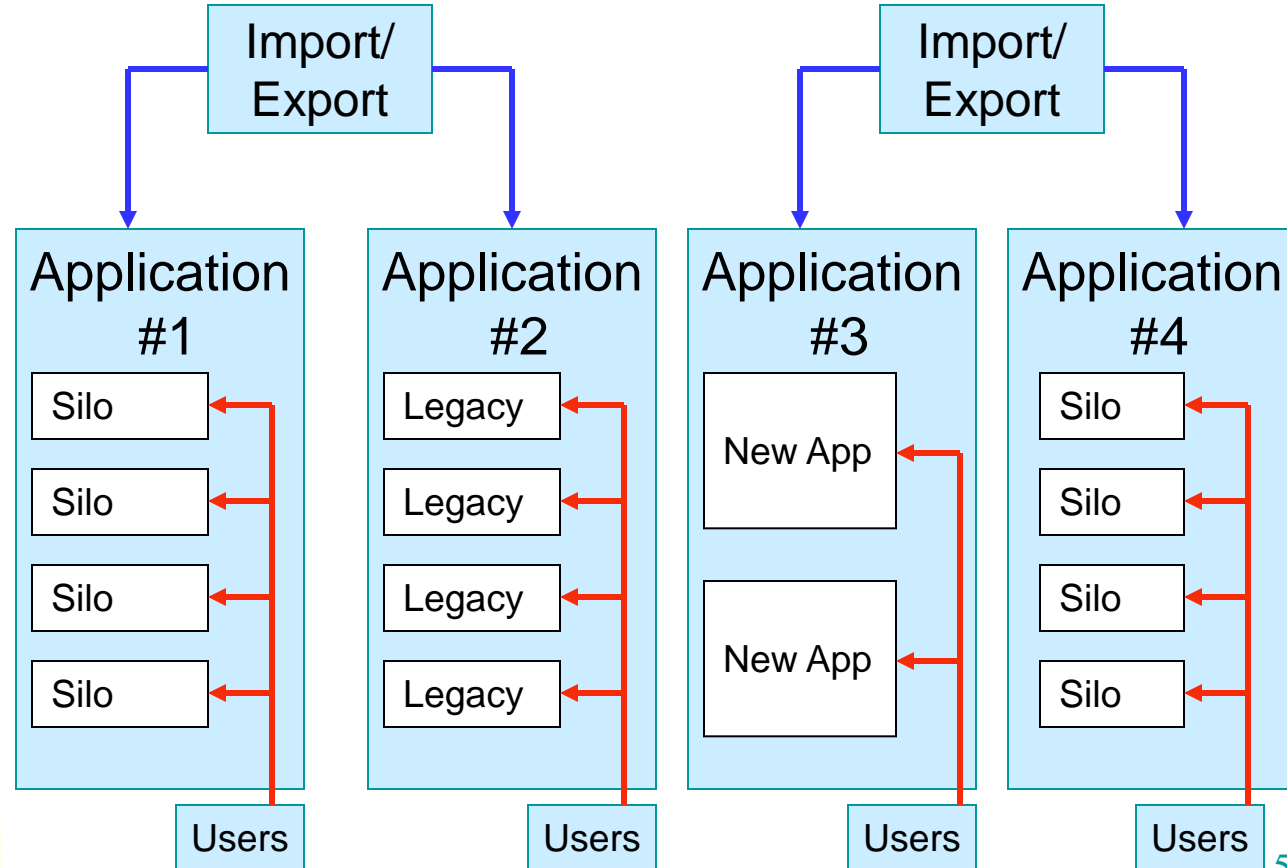 Import/
Export
Import/
Export
Application
#1
Silo
Silo
Silo
Silo
Users
Application
#2
Legacy
Legacy
Legacy
Legacy
Users
Application
#3
New App
New App
Users
Application
#4
Silo
Silo
Silo
Silo
Users